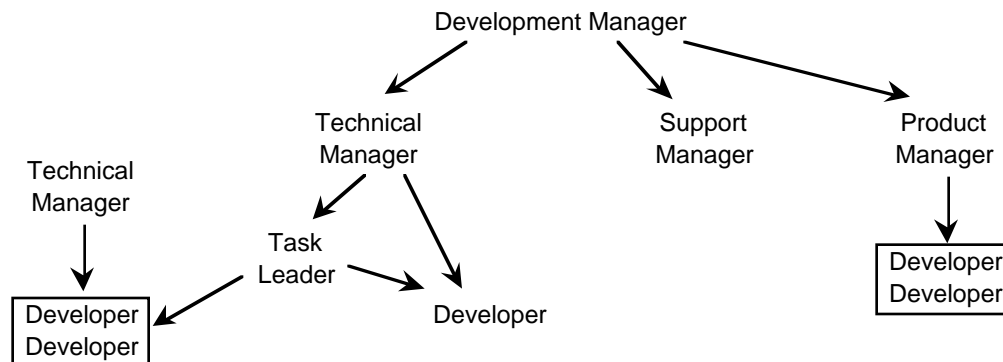 Development Manager
Technical
Manager
Support
Manager
Product
Manager
Technical
Manager
Task
Leader
Developer
Developer
Developer
Developer
Developer